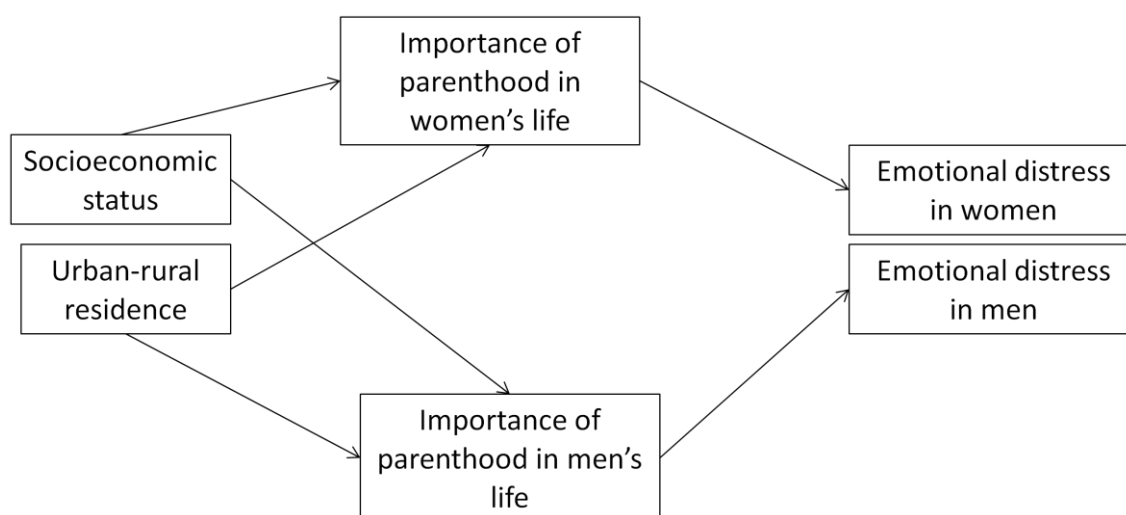 Importance of
parenthood in
women’s life
Socioeconomic
status
Urban-rural
residence
Importance of
parenthood in men’s
life
Emotional distress
in women
Emotional distress
in men